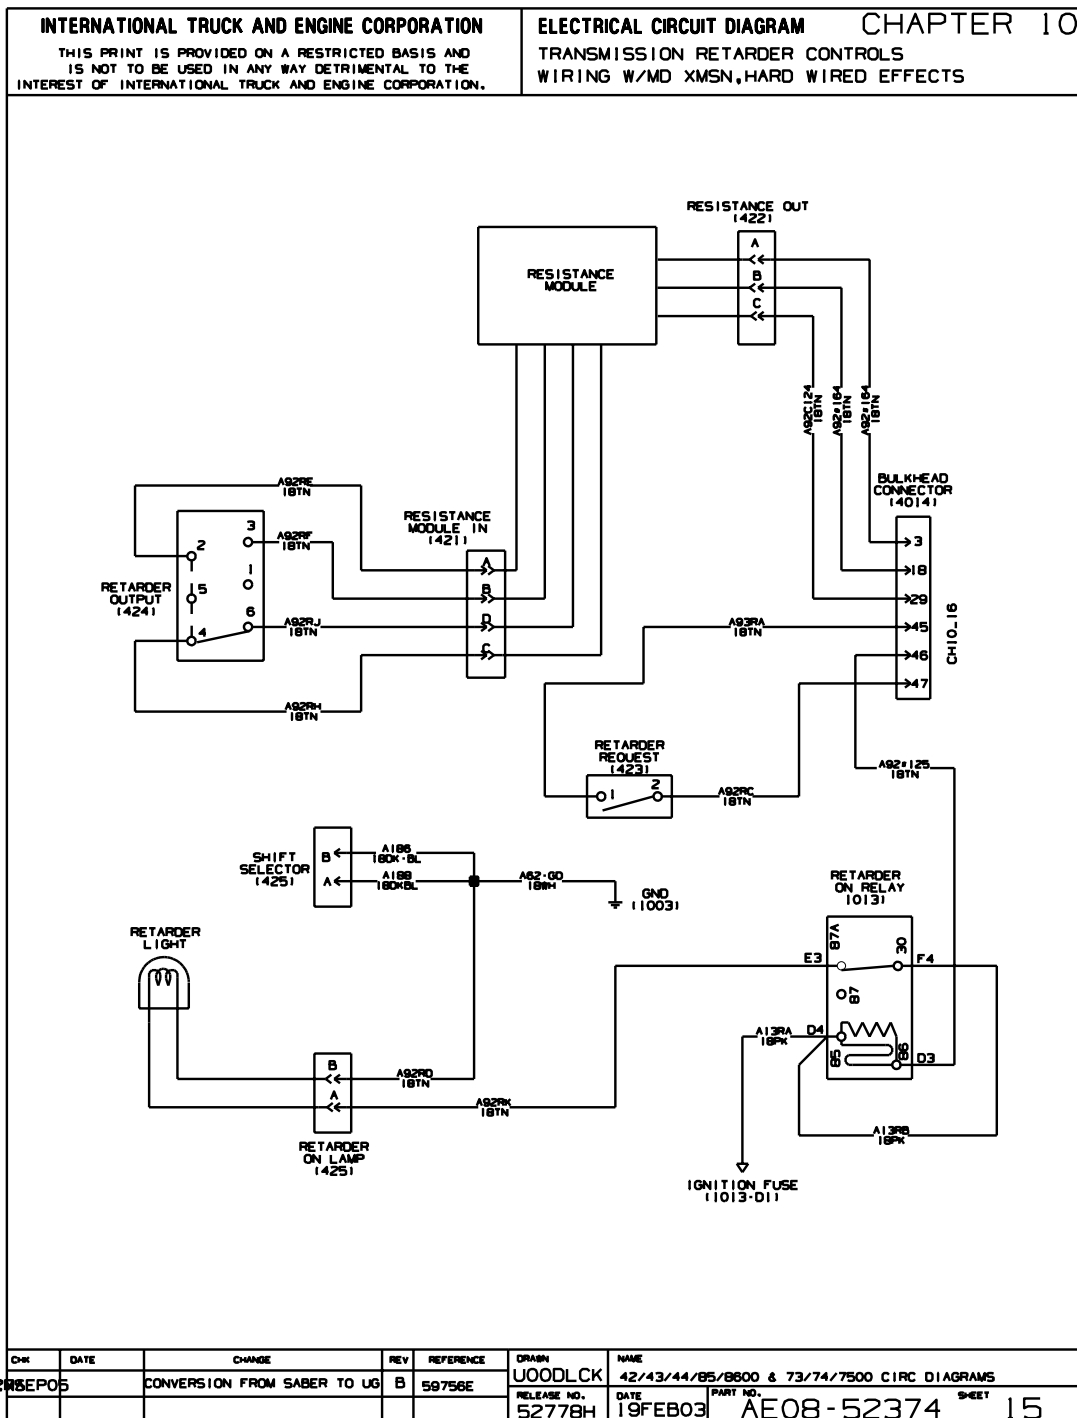 INTERNATIONAL TRUCK AND ENGINE CORPORATION
THIS PRINT IS PROVIDED ON A RESTRICTED BASIS AND
IS NOT TO BE USED IN ANY WAY DETRIMENTAL TO THE
INTEREST OF INTERNATIONAL TRUCK AND ENGINE CORPORATION.
ELECTRICAL CIRCUIT DIAGRAM CHAPTER 10
TRANSMISSION RETARDER CONTROLS
WIRING W/MD XMSN,HARD WIRED EFFECTS
RESISTANCE OUT
(422)
A
B
C
RESISTANCE
MODULE
A92C124
18TN
A92*164
18TN
A92*164
18TN
BULKHEAD
CONNECTOR
(4014)
3
18
29
45
46
47
CH10_16
A92RE
18TN
A92RF
18TN
A92RJ
18TN
A92RH
18TN
RETARDER
OUTPUT
(424)
2
3
5
1
4
6
RESISTANCE
MODULE IN
(421)
A
B
D
C
A93RA
18TN
RETARDER
REQUEST
(423)
1
2
A92RC
18TN
A92*125
18TN
SHIFT
SELECTOR
(425)
B
A
A186
18DK-BL
A188
18DKBL
A62-GD
18WH
GND
(1003)
RETARDER
LIGHT
RETARDER
ON RELAY
(1013)
87A
30
E3
F4
87
85
86
D4
D3
A13RA
18PK
A13RB
18PK
B
A
A92RD
18TN
A92RK
18TN
RETARDER
ON LAMP
(425)
IGNITION FUSE
(1013-D1)
CHK DATE CHANGE REV REFERENCE
CONVERSION FROM SABER TO UG B 59756E
DRAWN
UOODLCK
NAME
42/43/44/85/8600 & 73/74/7500 CIRC DIAGRAMS
RELEASE NO.
52778H
DATE
19FEB03
PART NO.
AE08-52374
SHEET
15